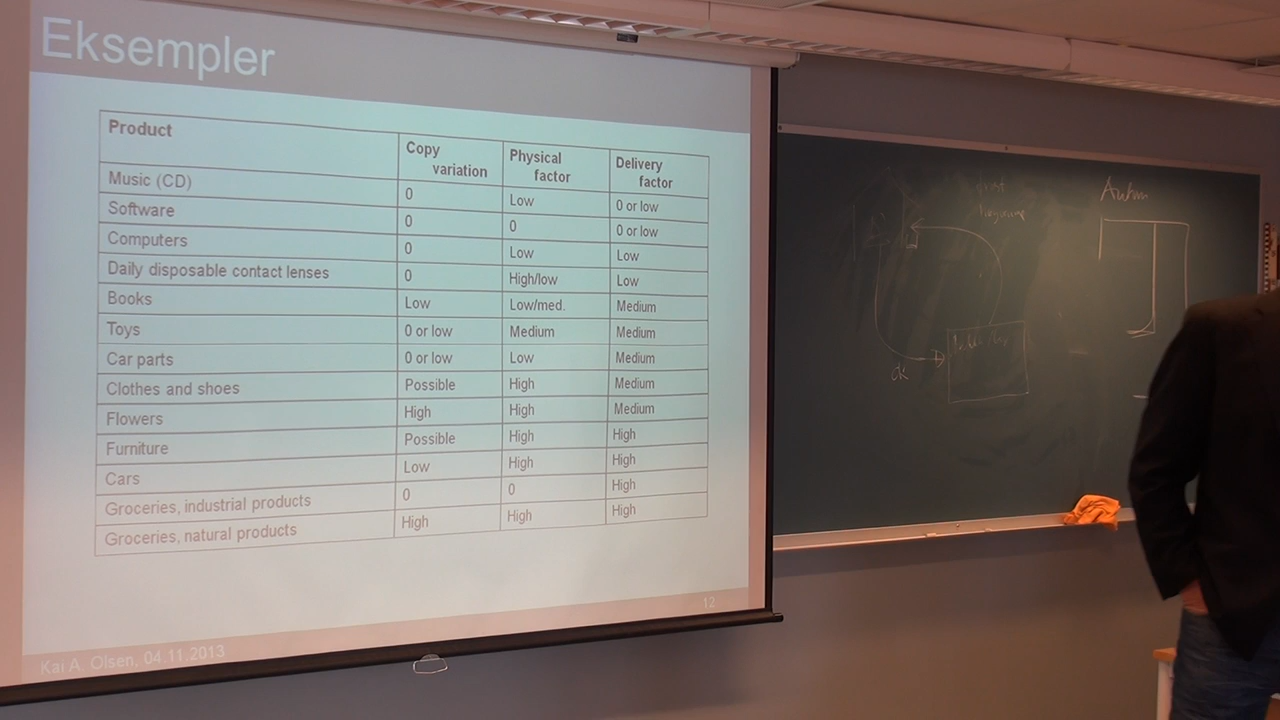 Eksempler
Product Copy variation Physical factor Delivery factor
Music (CD) 0 Low 0 or low
Software 0 0 0 or low
Computers 0 Low Low
Daily disposable contact lenses 0 High/low Low
Books Low Low/med. Medium
Toys 0 or low Medium Medium
Car parts 0 or low Low Medium
Clothes and shoes Possible High Medium
Flowers High High Medium
Furniture Possible High High
Cars Low High High
Groceries, industrial products 0 0 High
Groceries, natural products High High High
12
Kai A. Olsen, 04.11.2013